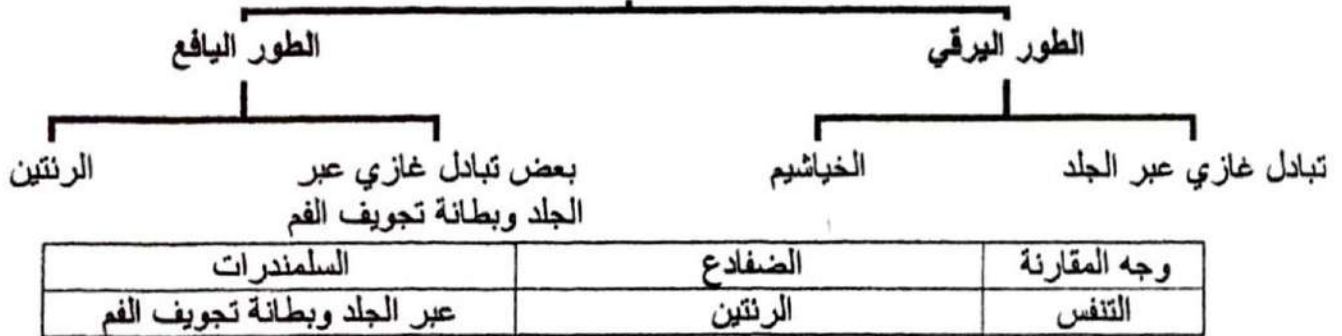 الطور اليرقي الطور اليافع
تبادل غازي عبر الجلد الخياشيم بعض تبادل غازي عبر الرئتين
الجلد وبطانة تجويف الفم
وجه المقارنة الضفادع السلمندرات
التنفس الرئتين عبر الجلد وبطانة تجويف الفم